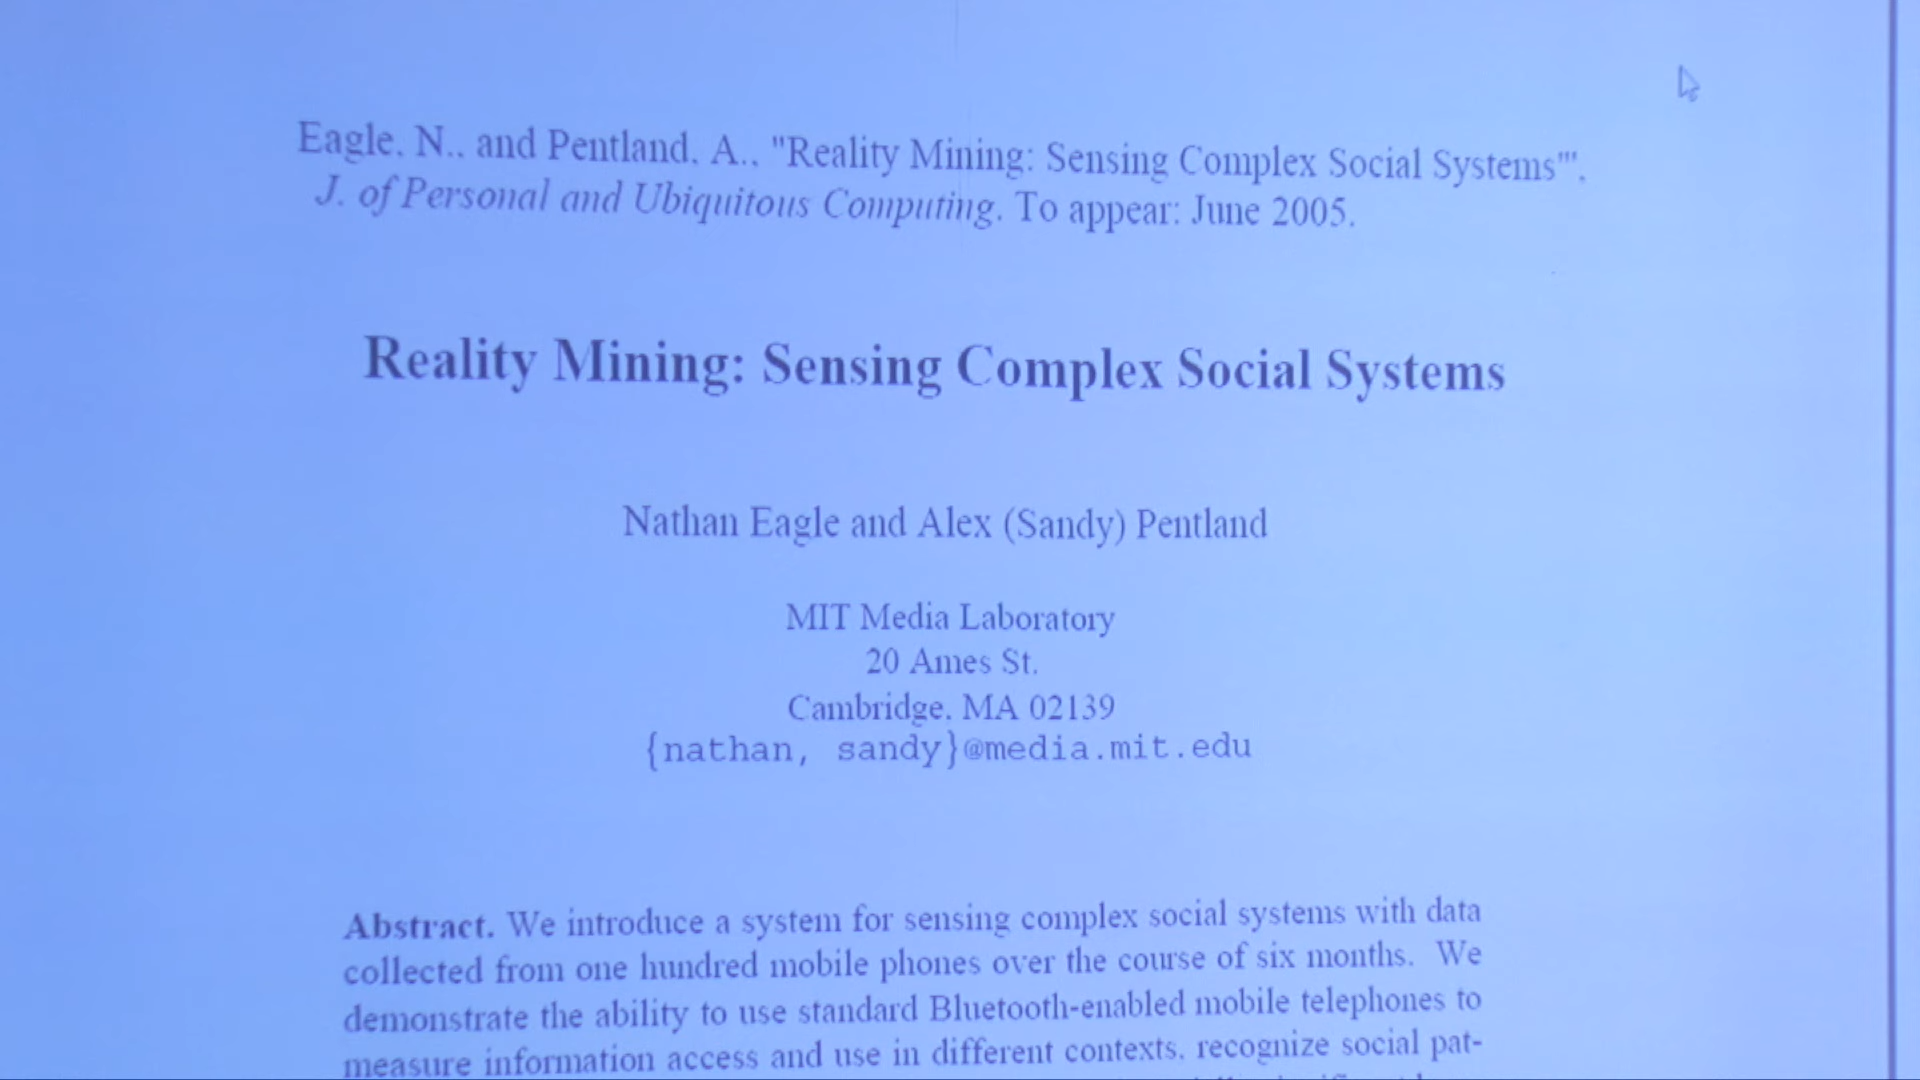 Eagle, N., and Pentland, A., "Reality Mining: Sensing Complex Social Systems"',
J. of Personal and Ubiquitous Computing. To appear: June 2005.
Reality Mining: Sensing Complex Social Systems
Nathan Eagle and Alex (Sandy) Pentland
MIT Media Laboratory
20 Ames St.
Cambridge, MA 02139
{nathan, sandy}@media.mit.edu
Abstract. We introduce a system for sensing complex social systems with data
collected from one hundred mobile phones over the course of six months. We
demonstrate the ability to use standard Bluetooth-enabled mobile telephones to
measure information access and use in different contexts, recognize social pat-